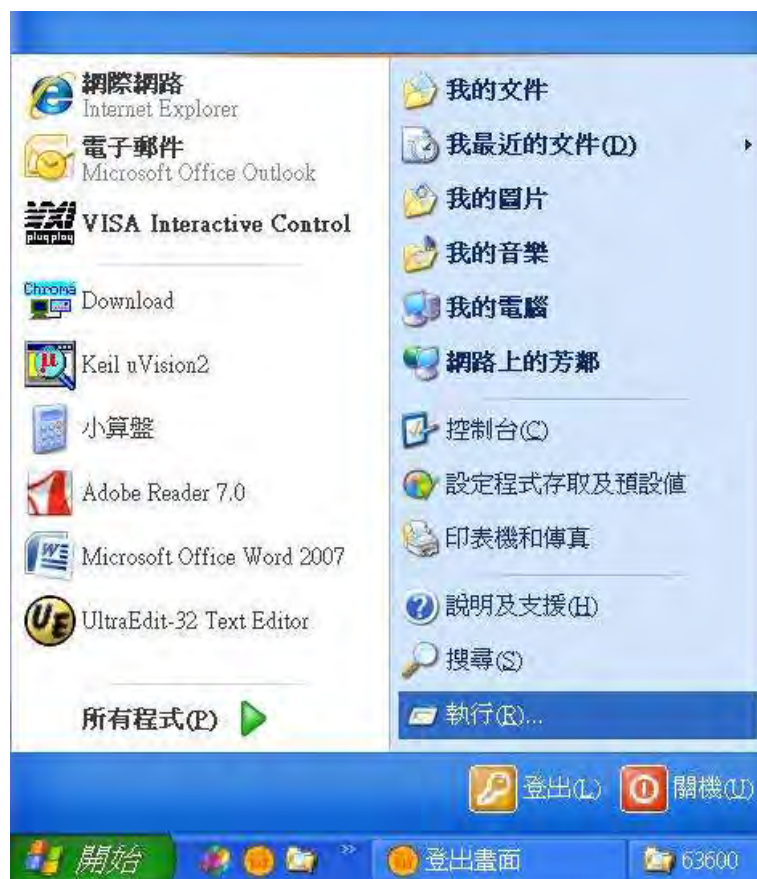 網際網路
Internet Explorer
電子郵件
Microsoft Office Outlook
VISA Interactive Control
plug play
Chroma
Download
Keil uVision2
小算盤
Adobe Reader 7.0
Microsoft Office Word 2007
UltraEdit-32 Text Editor
所有程式(P)
我的文件
我最近的文件(D)
我的圖片
我的音樂
我的電腦
網路上的芳鄰
控制台(C)
設定程式存取及預設值
印表機和傳真
說明及支援(H)
搜尋(S)
執行(R)...
登出(L)
關機(U)
開始
登出畫面
63600